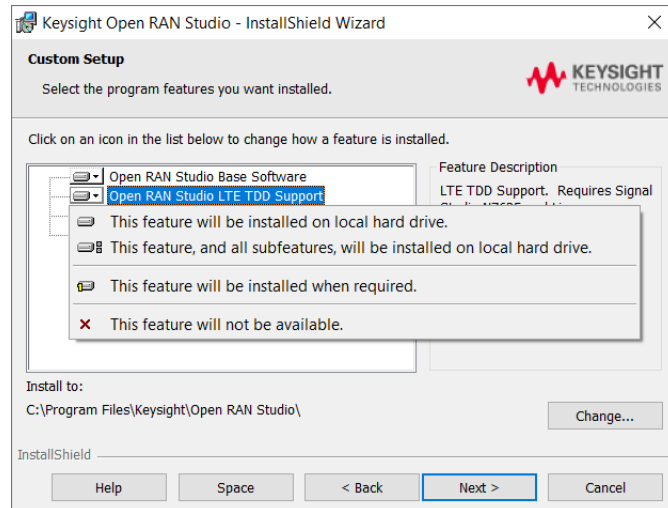 Keysight Open RAN Studio - InstallShield Wizard
Custom Setup
Select the program features you want installed.
KEYSIGHT
TECHNOLOGIES
Click on an icon in the list below to change how a feature is installed.
Open RAN Studio Base Software
Open RAN Studio LTE TDD Support
Feature Description
LTE TDD Support. Requires Signal
This feature will be installed on local hard drive.
This feature, and all subfeatures, will be installed on local hard drive.
This feature will be installed when required.
This feature will not be available.
Install to:
C:\Program Files\Keysight\Open RAN Studio\
Change...
InstallShield
Help
Space
< Back
Next >
Cancel